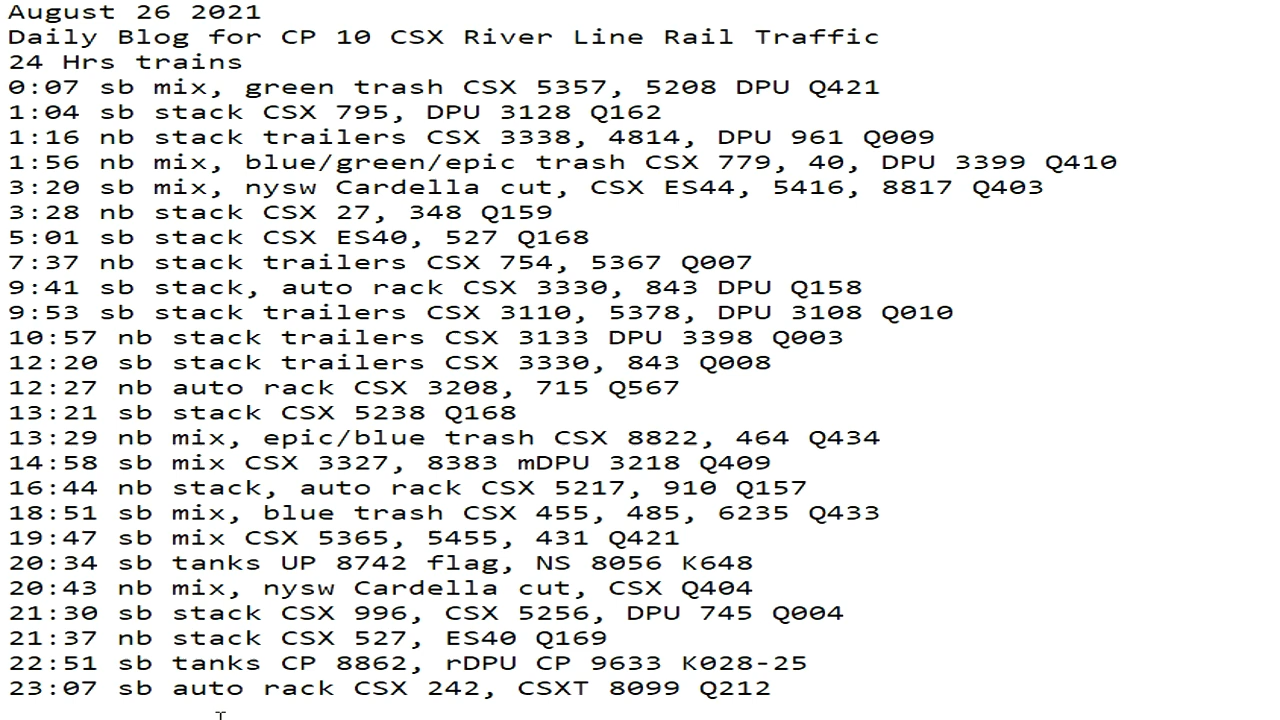 August 26 2021
Daily Blog for CP 10 CSX River Line Rail Traffic
24 Hrs trains
0:07 sb mix, green trash CSX 5357, 5208 DPU Q421
1:04 sb stack CSX 795, DPU 3128 Q162
1:16 nb stack trailers CSX 3338, 4814, DPU 961 Q009
1:56 nb mix, blue/green/epic trash CSX 779, 40, DPU 3399 Q410
3:20 sb mix, nysw Cardella cut, CSX ES44, 5416, 8817 Q403
3:28 nb stack CSX 27, 348 Q159
5:01 sb stack CSX ES40, 527 Q168
7:37 nb stack trailers CSX 754, 5367 Q007
9:41 sb stack, auto rack CSX 3330, 843 DPU Q158
9:53 sb stack trailers CSX 3110, 5378, DPU 3108 Q010
10:57 nb stack trailers CSX 3133 DPU 3398 Q003
12:20 sb stack trailers CSX 3330, 843 Q008
12:27 nb auto rack CSX 3208, 715 Q567
13:21 sb stack CSX 5238 Q168
13:29 nb mix, epic/blue trash CSX 8822, 464 Q434
14:58 sb mix CSX 3327, 8383 mDPU 3218 Q409
16:44 nb stack, auto rack CSX 5217, 910 Q157
18:51 sb mix, blue trash CSX 455, 485, 6235 Q433
19:47 sb mix CSX 5365, 5455, 431 Q421
20:34 sb tanks UP 8742 flag, NS 8056 K648
20:43 nb mix, nysw Cardella cut, CSX Q404
21:30 sb stack CSX 996, CSX 5256, DPU 745 Q004
21:37 nb stack CSX 527, ES40 Q169
22:51 sb tanks CP 8862, rDPU CP 9633 K028-25
23:07 sb auto rack CSX 242, CSXT 8099 Q212